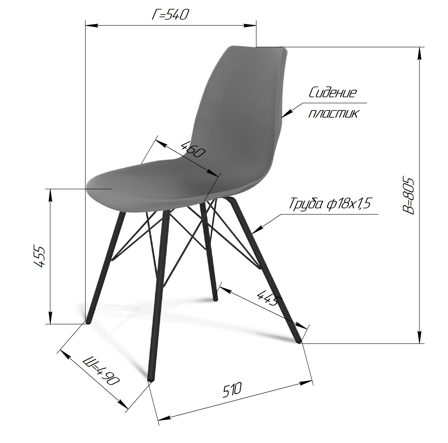 Г=540
Сидение
пластик
460
Труба ф18х1,5
В=805
455
445
Ш=490
510